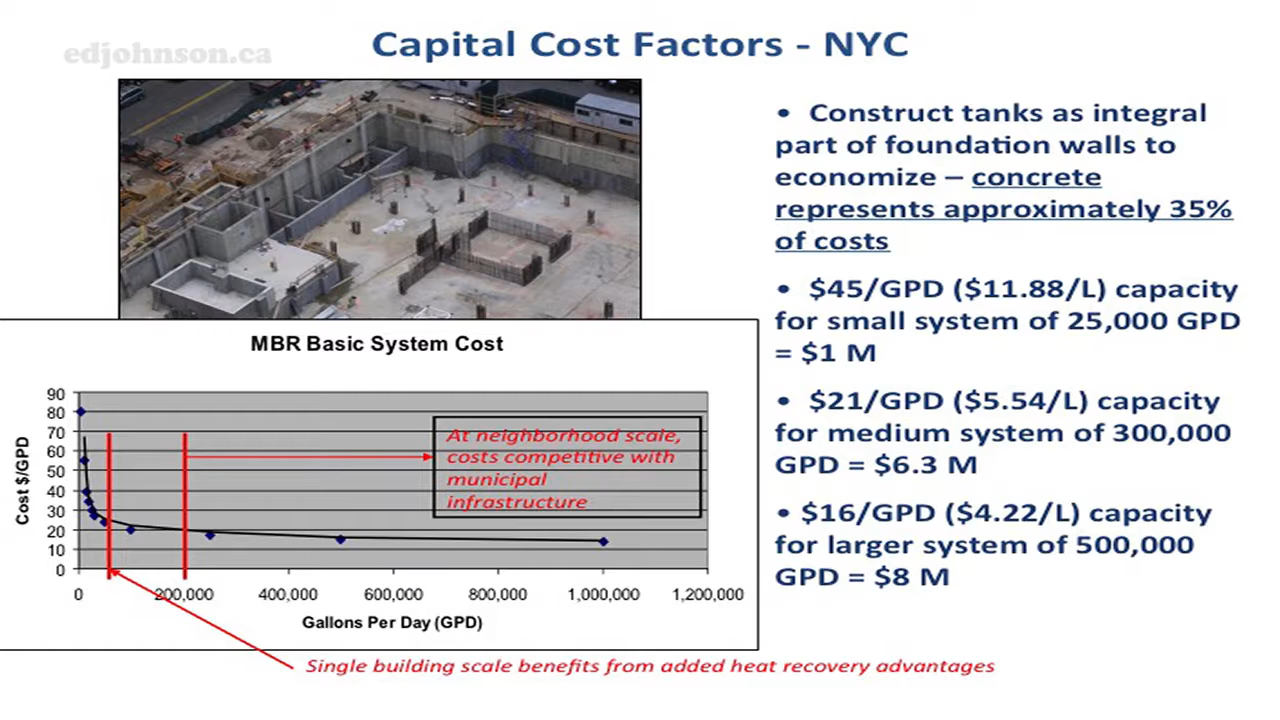 edjohnson.ca
Capital Cost Factors - NYC
• Construct tanks as integral
part of foundation walls to
economize – concrete
represents approximately 35%
of costs
• $45/GPD ($11.88/L) capacity
for small system of 25,000 GPD
= $1 M
• $21/GPD ($5.54/L) capacity
for medium system of 300,000
GPD = $6.3 M
• $16/GPD ($4.22/L) capacity
for larger system of 500,000
GPD = $8 M
MBR Basic System Cost
Cost $/GPD
90
80
70
60
50
40
30
20
10
0
At neighborhood scale,
costs competitive with
municipal
infrastructure
0 200,000 400,000 600,000 800,000 1,000,000 1,200,000
Gallons Per Day (GPD)
Single building scale benefits from added heat recovery advantages